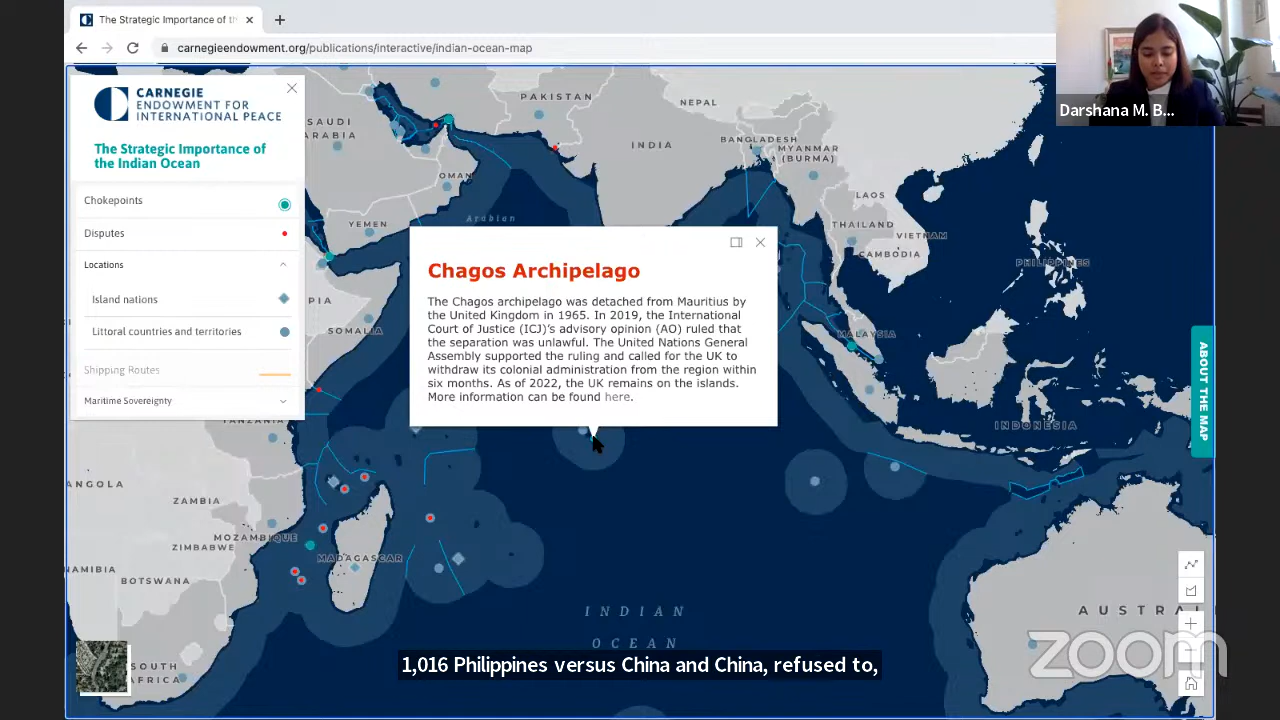 The Strategic Importance of th
carnegieendowment.org/publications/interactive/indian-ocean-map
Darshana M. B...
CARNEGIE
ENDOWMENT FOR
INTERNATIONAL PEACE
The Strategic Importance of
the Indian Ocean
Chokepoints
Disputes
Locations
Island nations
Littoral countries and territories
Shipping Routes
Maritime Sovereignty
SAUDI
ARABIA
PAKISTAN
NEPAL
INDIA
BANGLADESH
MYANMAR
(BURMA)
OMAN
LAOS
YEMEN
Arabian
THAILAND
VIETNAM
CAMBODIA
PHILIPPINES
PIA
SOMALIA
MALAYSIA
INDONESIA
ABOUT THE MAP
Chagos Archipelago
The Chagos archipelago was detached from Mauritius by
the United Kingdom in 1965. In 2019, the International
Court of Justice (ICJ)'s advisory opinion (AO) ruled that
the separation was unlawful. The United Nations General
Assembly supported the ruling and called for the UK to
withdraw its colonial administration from the region within
six months. As of 2022, the UK remains on the islands.
More information can be found here.
TANZANIA
ANGOLA
ZAMBIA
MOZAMBIQUE
ZIMBABWE
MADAGASCAR
NAMIBIA
BOTSWANA
INDIAN
OCEAN
AUSTRAL
SOUTH
AFRICA
zoom
1,016 Philippines versus China and China, refused to,